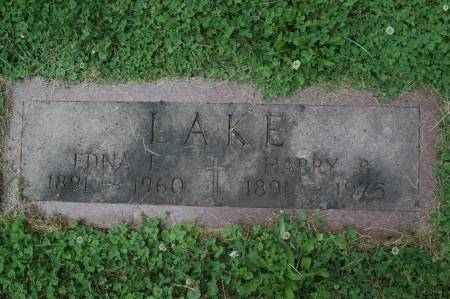 LAKE
EDNA E. HARRY R.
1891 – 1960 1891 – 1975